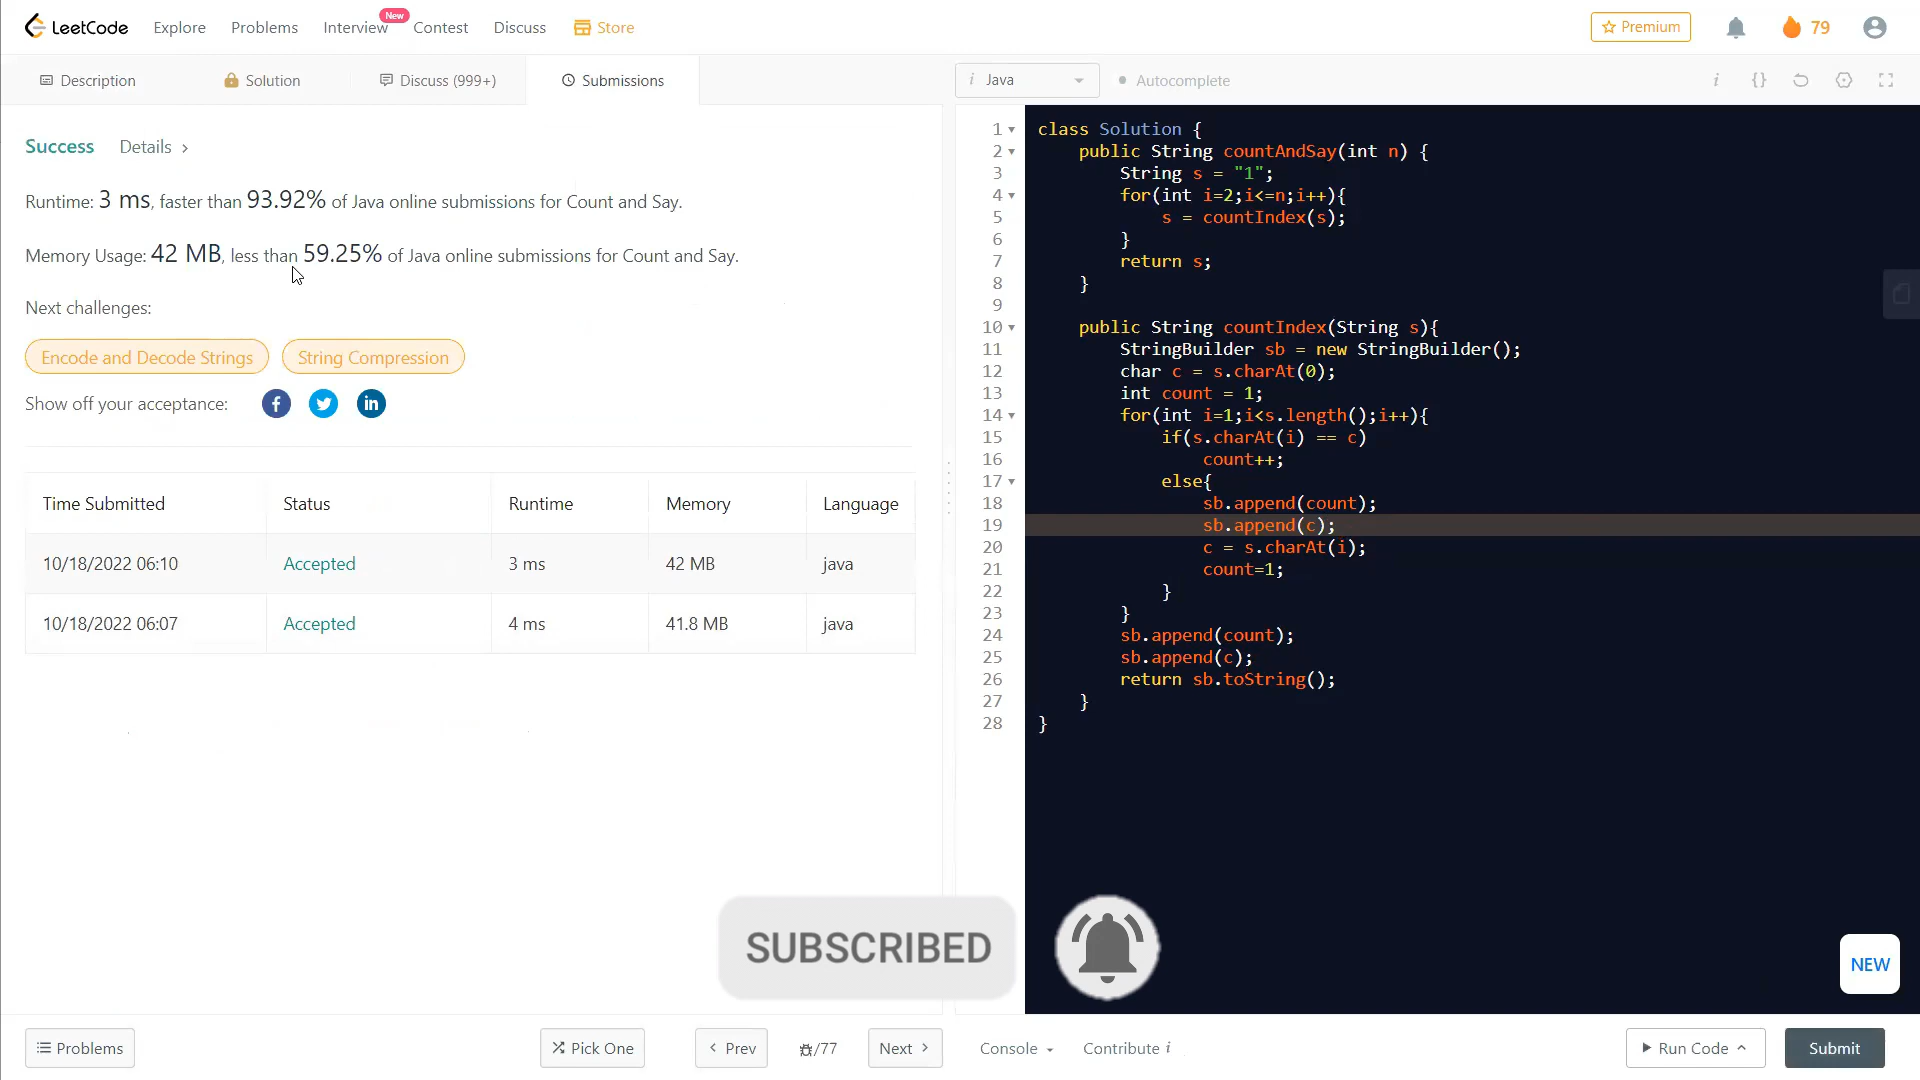 LeetCode
Explore
Problems
Interview
New
Contest
Discuss
Store
Premium
79
Description
Solution
Discuss (999+)
Submissions
i Java
Autocomplete
Success
Details
Runtime: 3 ms, faster than 93.92% of Java online submissions for Count and Say.
Memory Usage: 42 MB, less than 59.25% of Java online submissions for Count and Say.
Next challenges:
Encode and Decode Strings
String Compression
Show off your acceptance:
Time Submitted Status Runtime Memory Language
10/18/2022 06:10 Accepted 3 ms 42 MB java
10/18/2022 06:07 Accepted 4 ms 41.8 MB java
1 class Solution {
2 public String countAndSay(int n) {
3 String s = "1";
4 for(int i=2;i<=n;i++){
5 s = countIndex(s);
6 }
7 return s;
8 }
9
10 public String countIndex(String s){
11 StringBuilder sb = new StringBuilder();
12 char c = s.charAt(0);
13 int count = 1;
14 for(int i=1;i<s.length();i++){
15 if(s.charAt(i) == c)
16 count++;
17 else{
18 sb.append(count);
19 sb.append(c);
20 c = s.charAt(i);
21 count=1;
22 }
23 }
24 sb.append(count);
25 sb.append(c);
26 return sb.toString();
27 }
28 }
SUBSCRIBED
NEW
Problems
Pick One
Prev
/77
Next
Console
Contribute i
Run Code
Submit